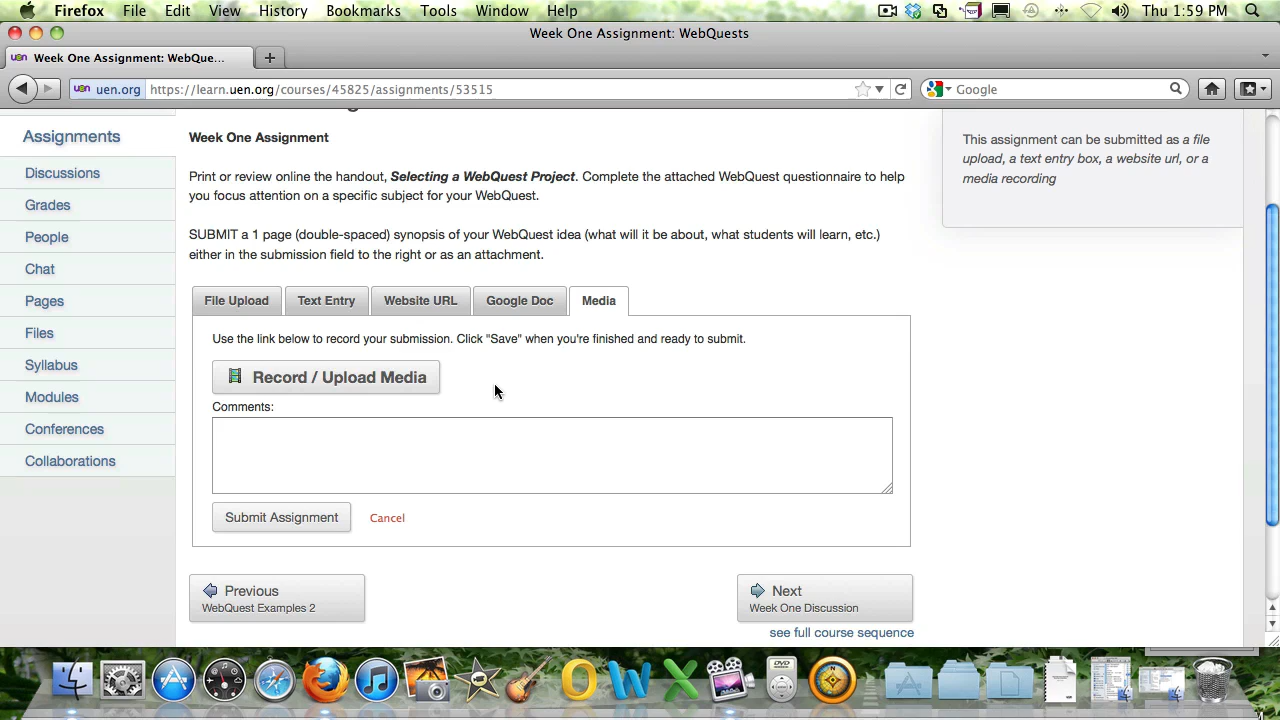 Firefox File Edit View History Bookmarks Tools Window Help Thu 1:59 PM
Week One Assignment: WebQuests
uen Week One Assignment: WebQue... +
uen uen.org https://learn.uen.org/courses/45825/assignments/53515 Google
Assignments
Discussions
Grades
People
Chat
Pages
Files
Syllabus
Modules
Conferences
Collaborations
Week One Assignment
Print or review online the handout, Selecting a WebQuest Project. Complete the attached WebQuest questionnaire to help
you focus attention on a specific subject for your WebQuest.
SUBMIT a 1 page (double-spaced) synopsis of your WebQuest idea (what will it be about, what students will learn, etc.)
either in the submission field to the right or as an attachment.
File Upload Text Entry Website URL Google Doc Media
Use the link below to record your submission. Click "Save" when you're finished and ready to submit.
Record / Upload Media
Comments:
Submit Assignment Cancel
Previous
WebQuest Examples 2
Next
Week One Discussion
see full course sequence
This assignment can be submitted as a file
upload, a text entry box, a website url, or a
media recording